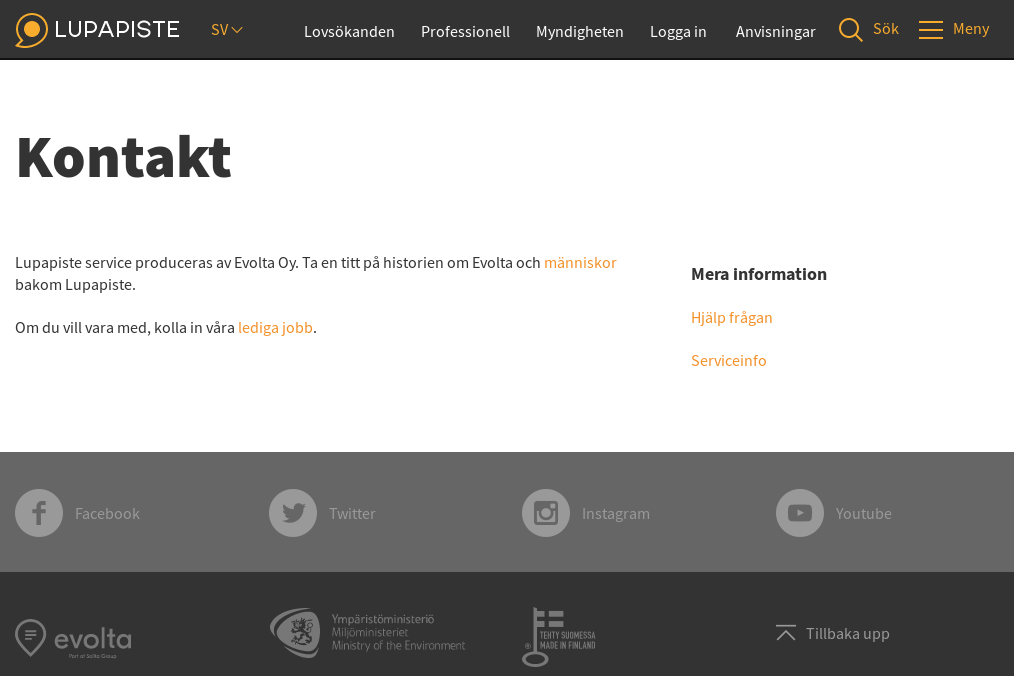 LUPAPISTE SV Lovsökanden Professionell Myndigheten Logga in Anvisningar Sök Meny
Kontakt
Lupapiste service produceras av Evolta Oy. Ta en titt på historien om Evolta och människor
bakom Lupapiste.
Om du vill vara med, kolla in våra lediga jobb.
Mera information
Hjälp frågan
Serviceinfo
Facebook Twitter Instagram Youtube
evolta
Part of Solita Group
Ympäristöministeriö
Miljöministeriet
Ministry of the Environment
TEHTY SUOMESSA
® MADE IN FINLAND
Tillbaka upp